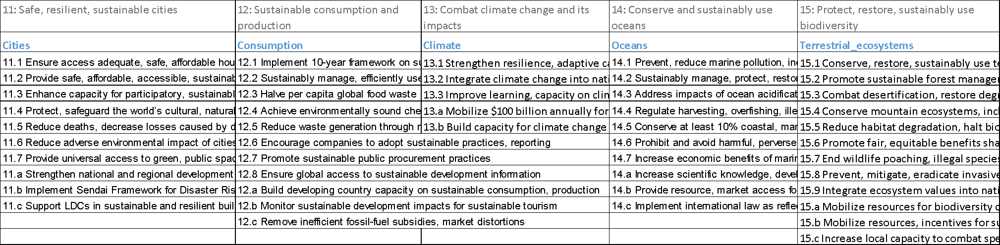 11: Safe, resilient, sustainable cities 12: Sustainable consumption and 13: Combat climate change and its 14: Conserve and sustainably use 15: Protect, restore, sustainably use
production impacts oceans biodiversity
Cities Consumption Climate Oceans Terrestrial_ecosystems
11.1 Ensure access adequate, safe, affordable hou 12.1 Implement 10-year framework on su 13.1 Strengthen resilience, adaptive ca 14.1 Prevent, reduce marine pollution, in 15.1 Conserve, restore, sustainably use te
11.2 Provide safe, affordable, accessible, sustainab 12.2 Sustainably manage, efficiently use 13.2 Integrate climate change into nati 14.2 Sustainably manage, protect, resto 15.2 Promote sustainable forest manager
11.3 Enhance capacity for participatory, sustainabl 12.3 Halve per capita global food waste 13.3 Improve learning, capacity on clin 14.3 Address impacts of ocean acidificat 15.3 Combat desertification, restore degr
11.4 Protect, safeguard the world's cultural, natural 12.4 Achieve environmentally sound che 13.a Mobilize $100 billion annually for 14.4 Regulate harvesting, overfishing, ille 15.4 Conserve mountain ecosystems, incl
11.5 Reduce deaths, decrease losses caused by d 12.5 Reduce waste generation through r 13.b Build capacity for climate change 14.5 Conserve at least 10% coastal, mar 15.5 Reduce habitat degradation, halt bio
11.6 Reduce adverse environmental impact of cities 12.6 Encourage companies to adopt sustainable practices, reporting 14.6 Prohibit and avoid harmful, perverse 15.6 Promote fair, equitable benefits sha
11.7 Provide universal access to green, public spac 12.7 Promote sustainable public procurement practices 14.7 Increase economic benefits of marin 15.7 End wildlife poaching, illegal species
11.a Strengthen national and regional development 12.8 Ensure global access to sustainable development information 14.a Increase scientific knowledge, devel 15.8 Prevent, mitigate, eradicate invasive
11.b Implement Sendai Framework for Disaster Ris 12.a Build developing country capacity on sustainable consumption, production 14.b Provide resource, market access fo 15.9 Integrate ecosystem values into nati
11.c Support LDCs in sustainable and resilient buil 12.b Monitor sustainable development impacts for sustainable tourism 14.c Implement international law as refle 15.a Mobilize resources for biodiversity c
12.c Remove inefficient fossil-fuel subsidies, market distortions 15.b Mobilize resources, incentives for su
15.c Increase local capacity to combat spe